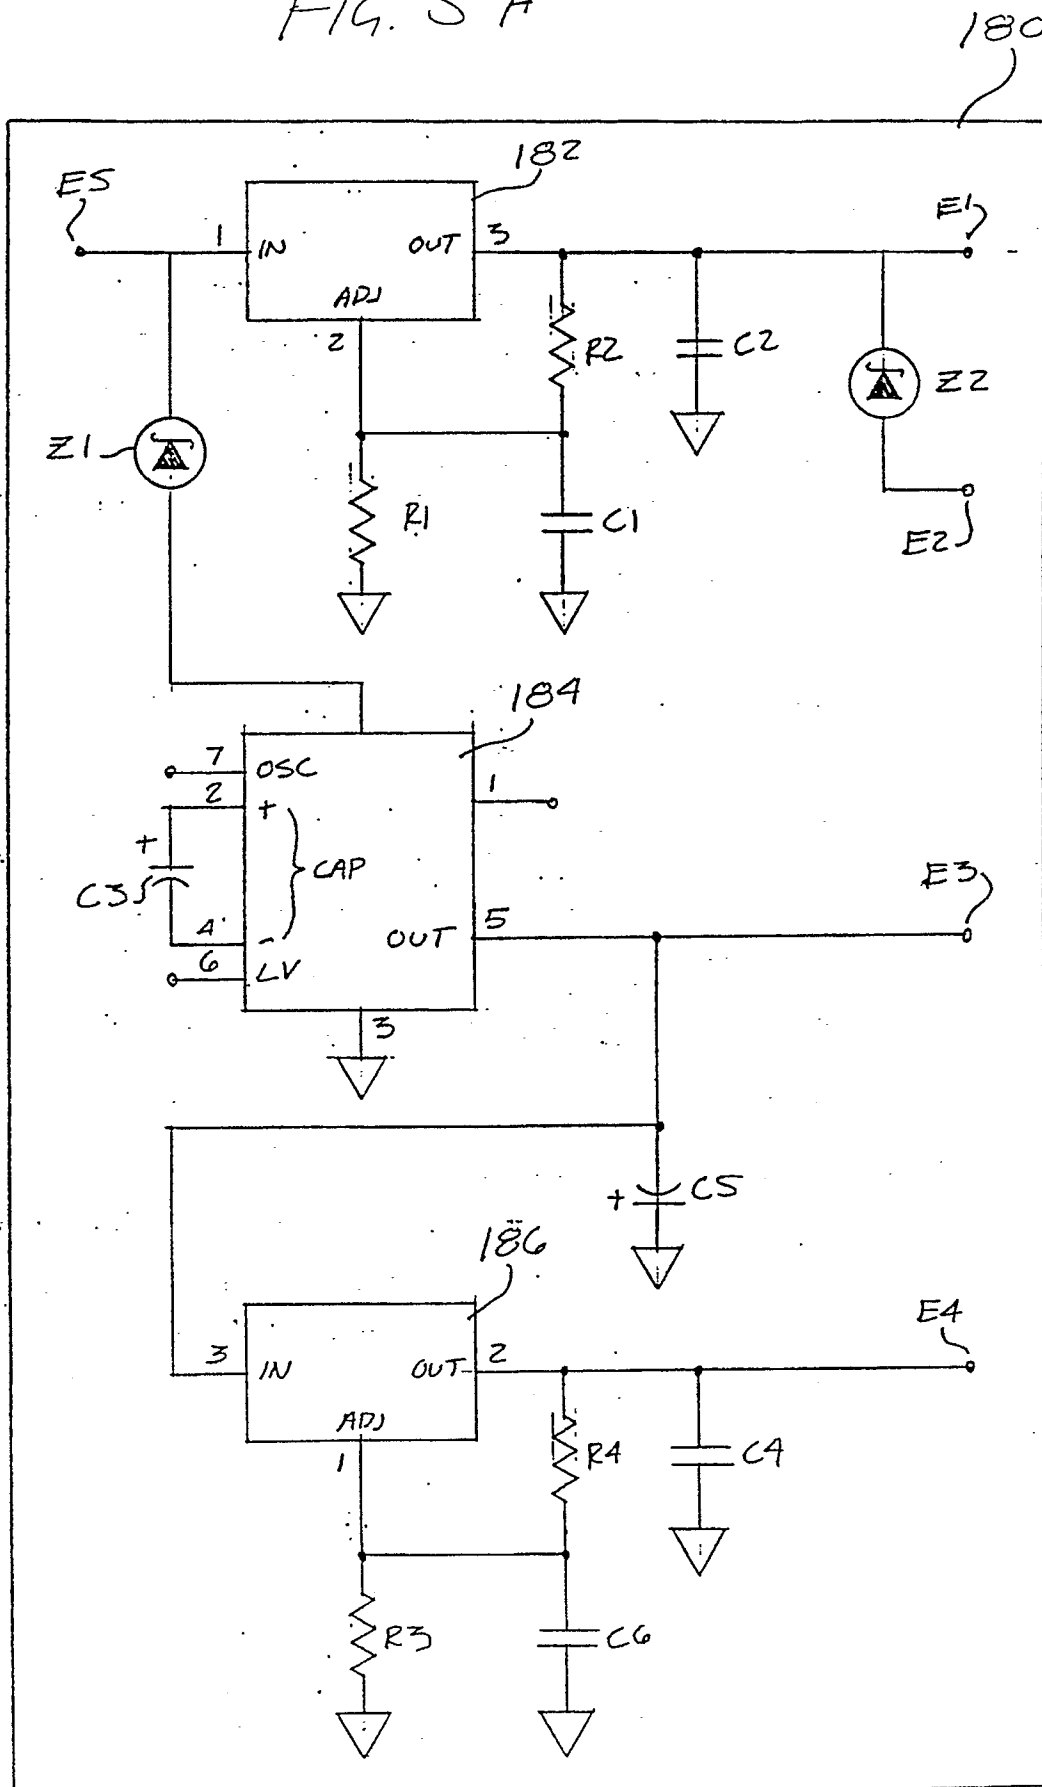 FIG. 5A
180
182
E5
E1
1
IN
OUT
3
ADJ
2
R2
C2
Z2
Z1
R1
C1
E2
184
7
OSC
2
+
1
+
CAP
C3
E3
4
-
OUT
5
6
LV
3
+
C5
186
E4
3
IN
OUT
2
ADJ
1
R4
C4
R3
C6